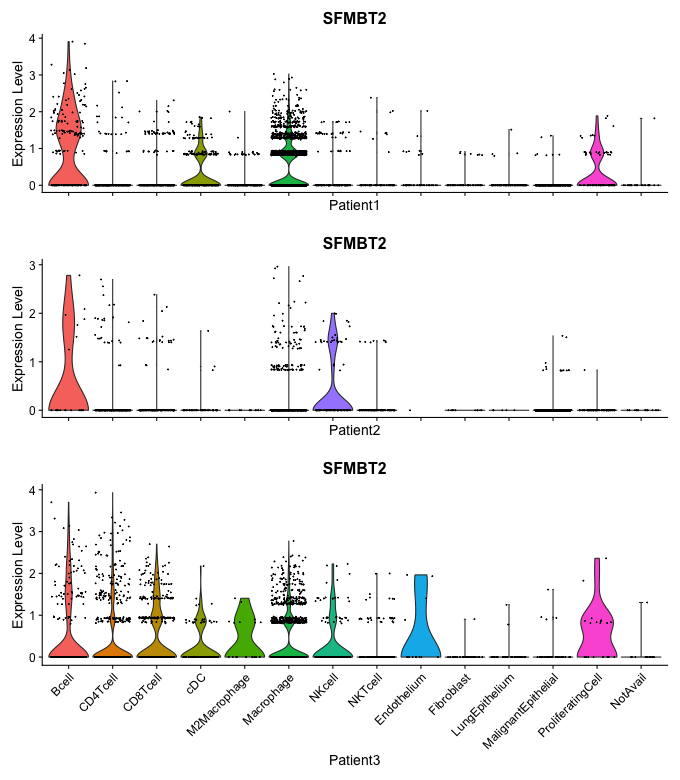 SFMBT2
Expression Level
4
3
2
1
0
Patient1
SFMBT2
Expression Level
3
2
1
0
Patient2
SFMBT2
Expression Level
4
3
2
1
0
Bcell
CD4Tcell
CD8Tcell
cDC
M2Macrophage
Macrophage
NKcell
NKTcell
Endothelium
Fibroblast
LungEpithelium
MalignantEpithelial
ProliferatingCell
NotAvail
Patient3